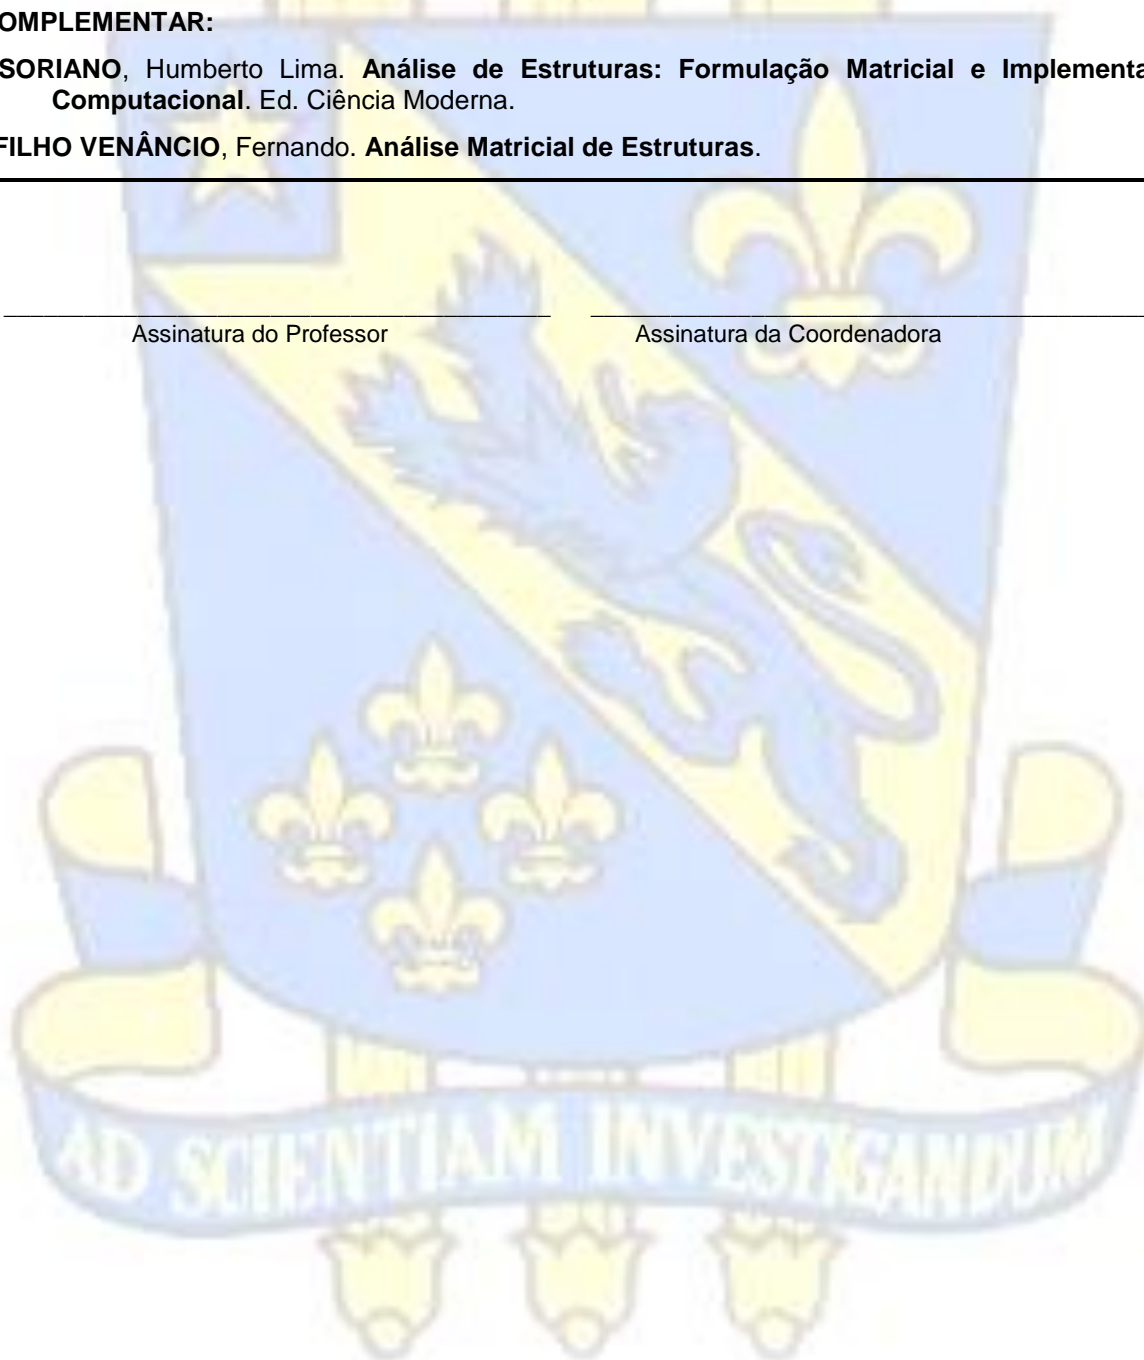 OMPLEMENTAR:
SORIANO, Humberto Lima. Análise de Estruturas: Formulação Matricial e Implementa
Computacional. Ed. Ciência Moderna.
FILHO VENÂNCIO, Fernando. Análise Matricial de Estruturas.
Assinatura do Professor Assinatura da Coordenadora
AD SCIENTIAM INVESTIGANDUM